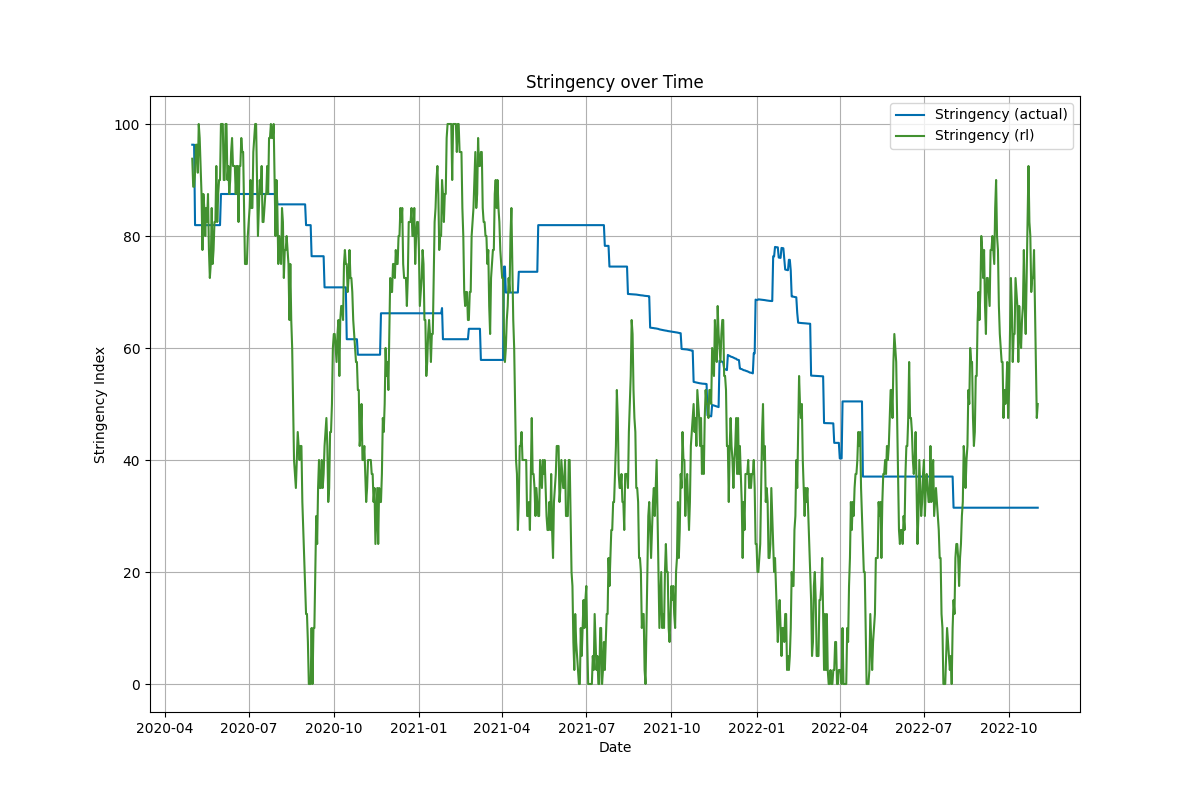 Stringency over Time
Stringency (actual)
Stringency (rl)
100
80
60
40
20
0
Stringency Index
2020-04 2020-07 2020-10 2021-01 2021-04 2021-07 2021-10 2022-01 2022-04 2022-07 2022-10
Date